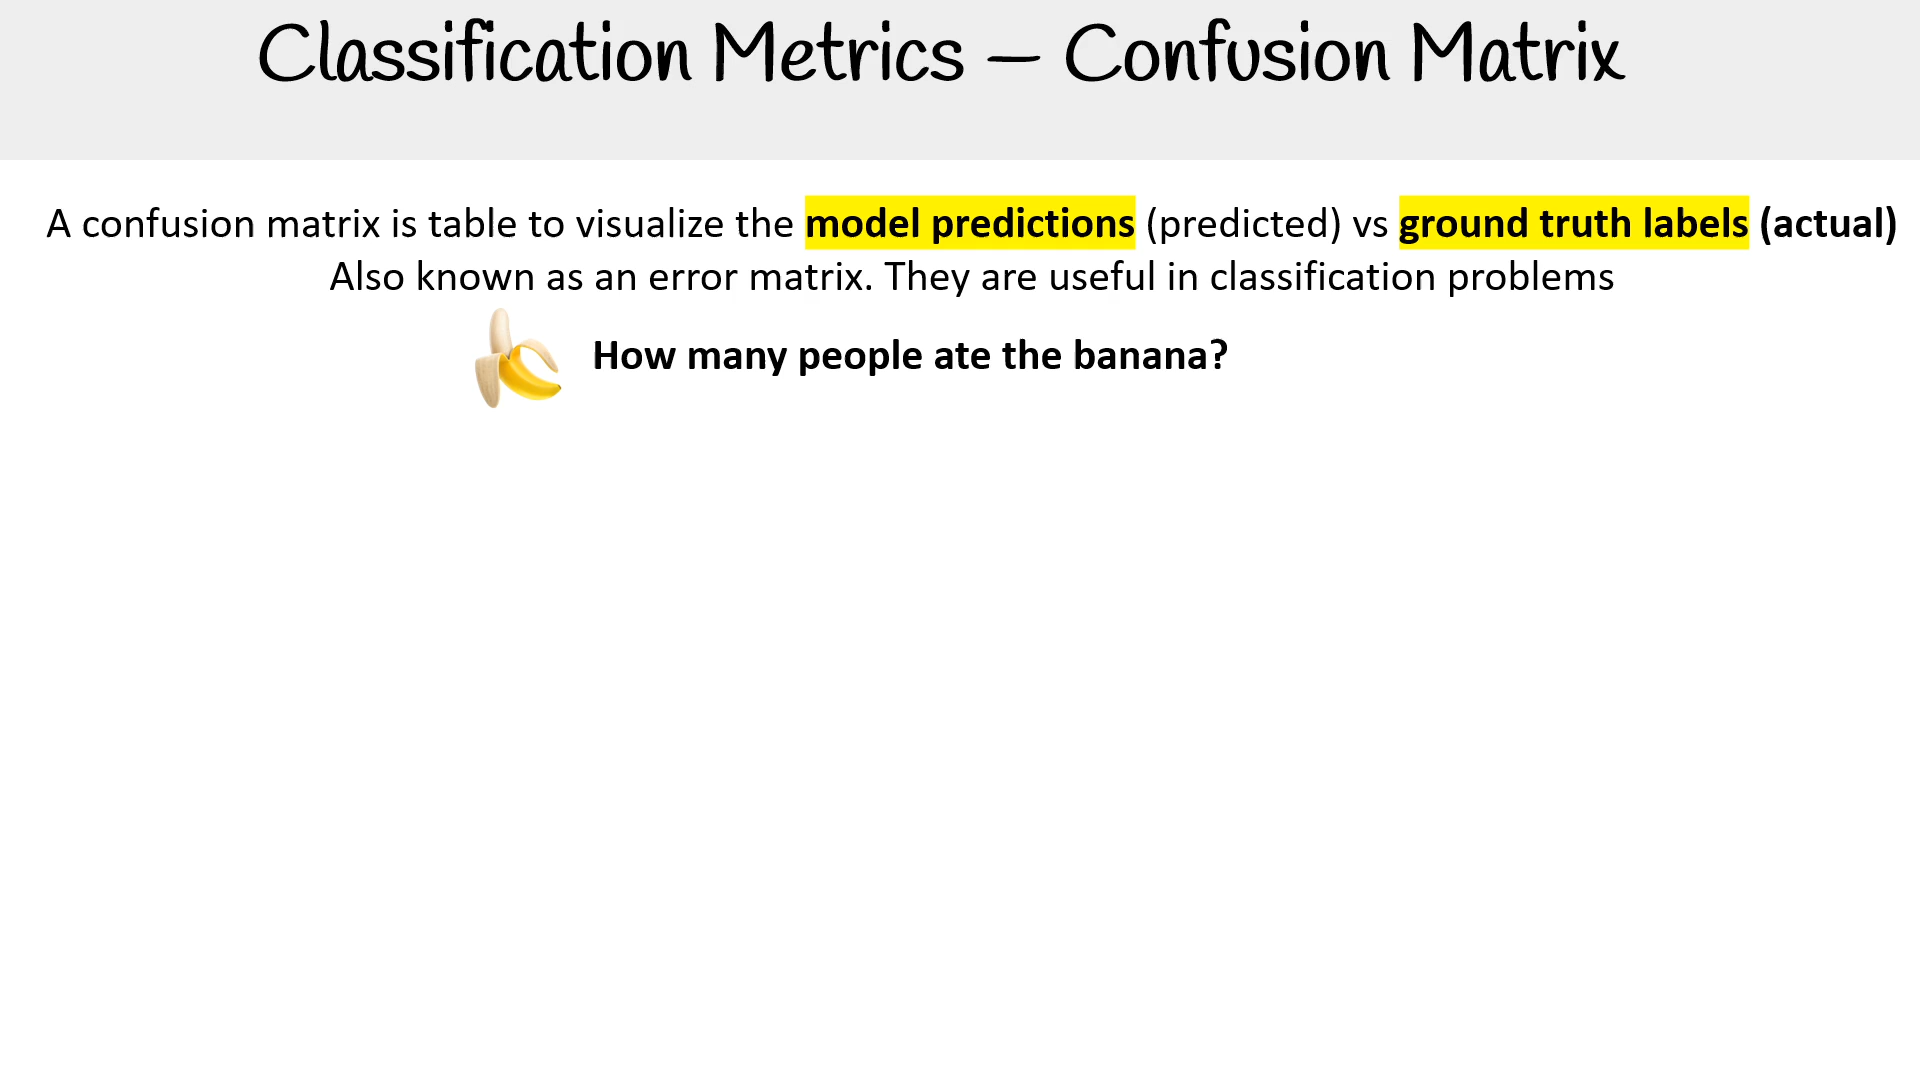 Classification Metrics – Confusion Matrix
A confusion matrix is table to visualize the model predictions (predicted) vs ground truth labels (actual)
Also known as an error matrix. They are useful in classification problems
How many people ate the banana?